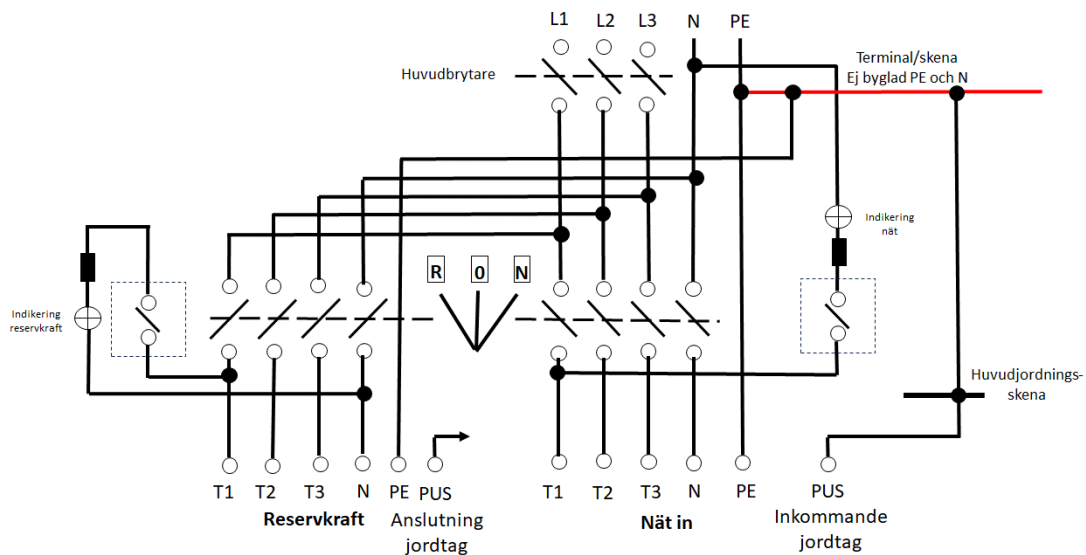 L1 L2 L3 N PE
Huvudbrytare
Terminal/skena
Ej byglad PE och N
Indikering
nät
R 0 N
Indikering
reservkraft
Huvudjordnings-
skena
T1 T2 T3 N PE PUS
Reservkraft
Anslutning
jordtag
T1 T2 T3 N PE
Nät in
PUS
Inkommande
jordtag